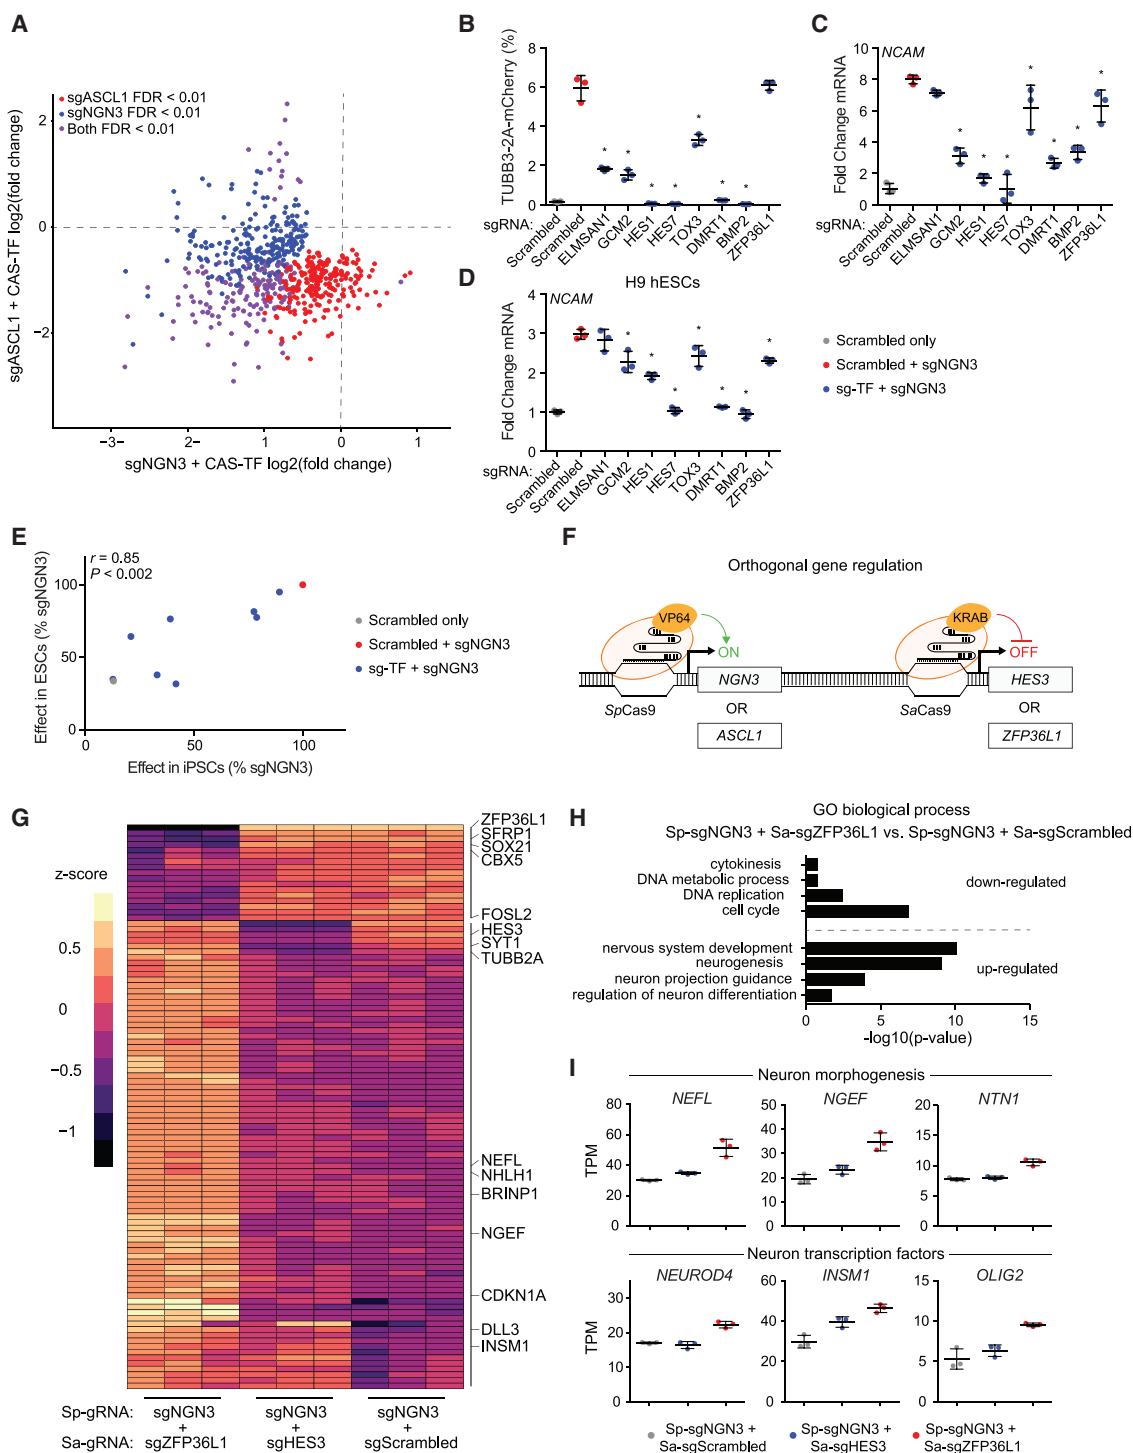 A
sgASCL1 FDR < 0.01
sgNGN3 FDR < 0.01
Both FDR < 0.01
sgASCL1 + CAS-TF log2(fold change)
2
0
−2
−3−
2−
1
0
1
sgNGN3 + CAS-TF log2(fold change)
B
TUBB3-2A-mCherry (%)
8
6
4
2
0
* * * * * * *
sgRNA:
Scrambled
Scrambled
ELMSAN1
GCM2
HES1
HES7
TOX3
DMRT1
BMP2
ZFP36L1
C
NCAM
Fold Change mRNA
10
8
6
4
2
0
* * * * * * *
sgRNA:
Scrambled
Scrambled
ELMSAN1
GCM2
HES1
HES7
TOX3
DMRT1
BMP2
ZFP36L1
D
H9 hESCs
NCAM
Fold Change mRNA
4
3
2
1
0
* * * * * * *
sgRNA:
Scrambled
Scrambled
ELMSAN1
GCM2
HES1
HES7
TOX3
DMRT1
BMP2
ZFP36L1
Scrambled only
Scrambled + sgNGN3
sg-TF + sgNGN3
E
r = 0.85
P < 0.002
Effect in ESCs (% sgNGN3)
100
50
0
0
50
100
Effect in iPSCs (% sgNGN3)
Scrambled only
Scrambled + sgNGN3
sg-TF + sgNGN3
F
Orthogonal gene regulation
VP64
ON
NGN3
OR
ASCL1
SpCas9
KRAB
OFF
HES3
OR
ZFP36L1
SaCas9
G
z-score
0.5
0
−0.5
−1
ZFP36L1
SFRP1
SOX21
CBX5
FOSL2
HES3
SYT1
TUBB2A
NEFL
NHLH1
BRINP1
NGEF
CDKN1A
DLL3
INSM1
Sp-gRNA:
Sa-gRNA:
sgNGN3
+
sgZFP36L1
sgNGN3
+
sgHES3
sgNGN3
+
sgScrambled
H
GO biological process
Sp-sgNGN3 + Sa-sgZFP36L1 vs. Sp-sgNGN3 + Sa-sgScrambled
cytokinesis
DNA metabolic process
DNA replication
cell cycle
down-regulated
nervous system development
neurogenesis
neuron projection guidance
regulation of neuron differentiation
up-regulated
0
5
10
15
-log10(p-value)
I
Neuron morphogenesis
NEFL
TPM
80
60
40
20
NGEF
50
40
30
20
10
0
NTN1
20
15
10
5
0
Neuron transcription factors
NEUROD4
TPM
30
20
10
0
INSM1
60
40
20
0
OLIG2
15
10
5
0
Sp-sgNGN3 +
Sa-sgScrambled
Sp-sgNGN3 +
Sa-sgHES3
Sp-sgNGN3 +
Sa-sgZFP36L1